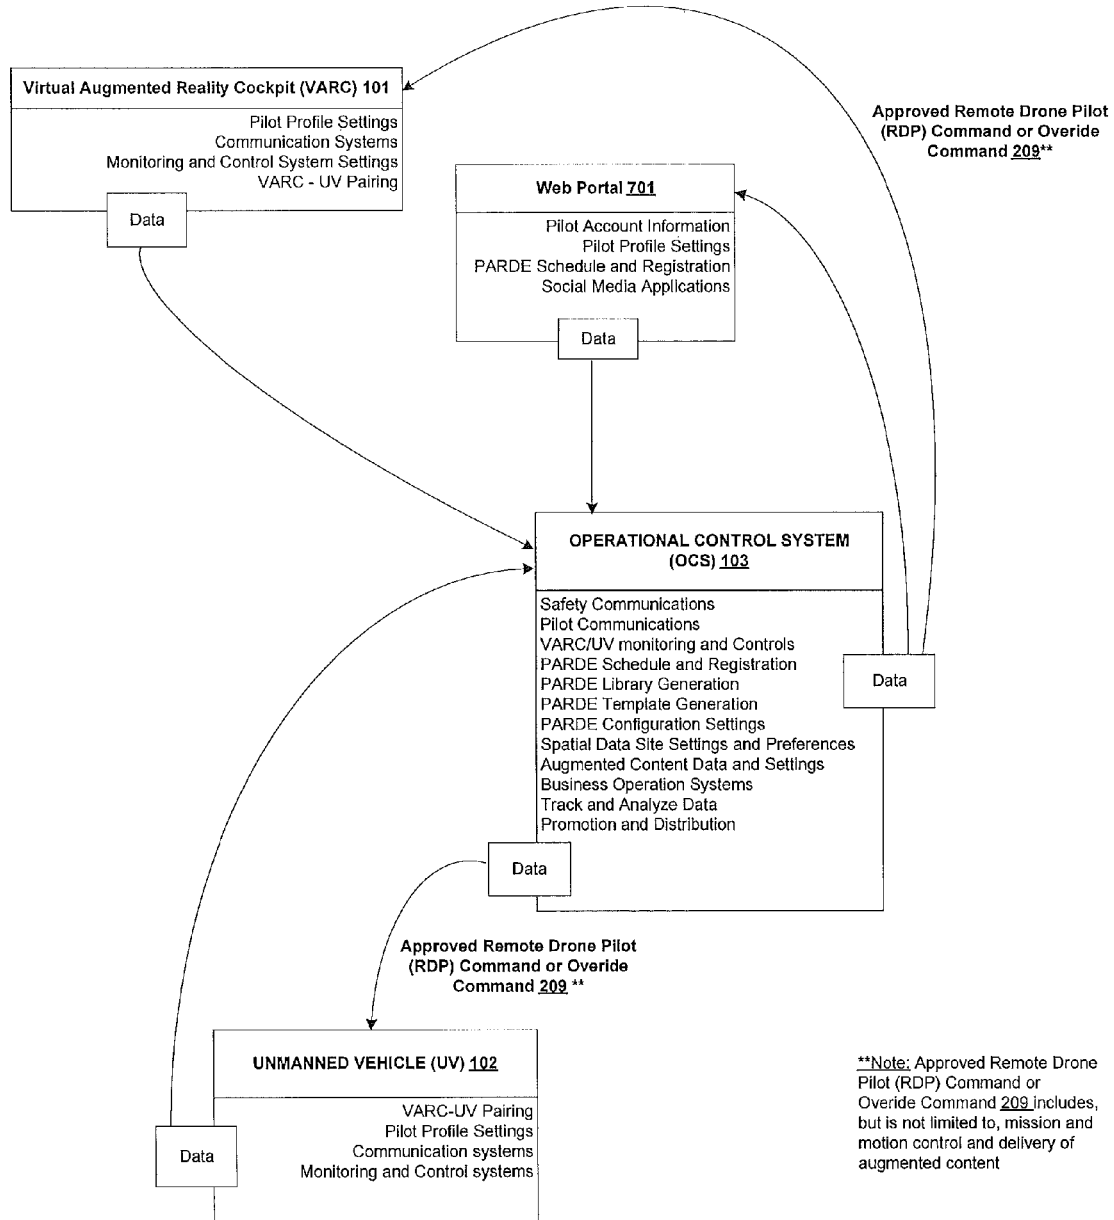 Virtual Augmented Reality Cockpit (VARC) 101
Pilot Profile Settings
Communication Systems
Monitoring and Control System Settings
VARC - UV Pairing
Data
Approved Remote Drone Pilot
(RDP) Command or Overide
Command 209**
Web Portal 701
Pilot Account Information
Pilot Profile Settings
PARDE Schedule and Registration
Social Media Applications
Data
OPERATIONAL CONTROL SYSTEM
(OCS) 103
Safety Communications
Pilot Communications
VARC/UV monitoring and Controls
PARDE Schedule and Registration
PARDE Library Generation
PARDE Template Generation
PARDE Configuration Settings
Spatial Data Site Settings and Preferences
Augmented Content Data and Settings
Business Operation Systems
Track and Analyze Data
Promotion and Distribution
Data
Data
Approved Remote Drone Pilot
(RDP) Command or Overide
Command 209 **
UNMANNED VEHICLE (UV) 102
VARC-UV Pairing
Pilot Profile Settings
Communication systems
Monitoring and Control systems
Data
**Note: Approved Remote Drone
Pilot (RDP) Command or
Overide Command 209 includes,
but is not limited to, mission and
motion control and delivery of
augmented content